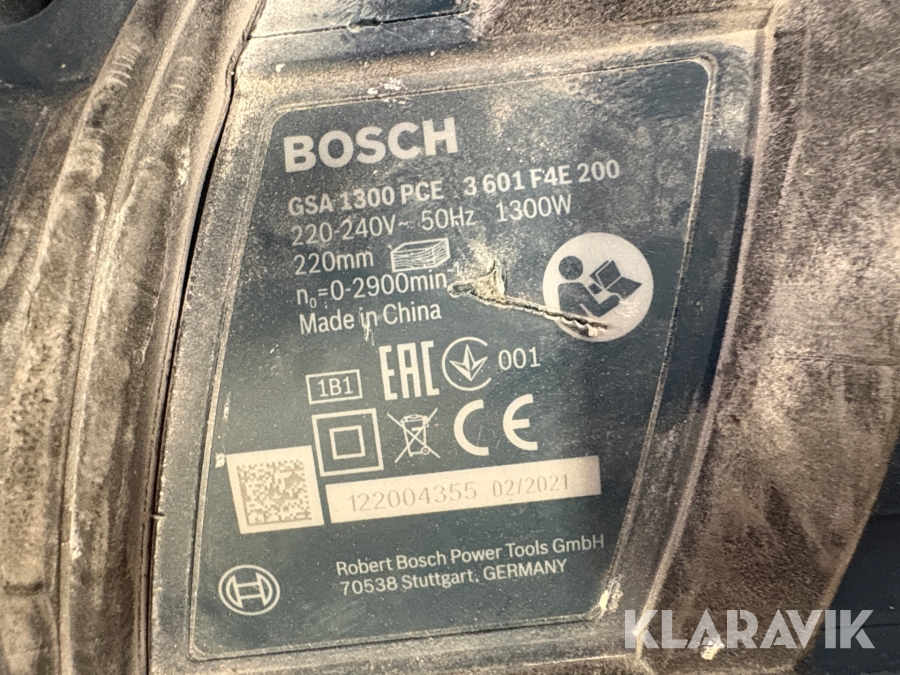 BOSCH
GSA 1300 PCE 3 601 F4E 200
220-240V~ 50Hz 1300W
220mm
n₀=0-2900min
Made in China
1B1 EAC 001
CE
122004355 02/2021
Robert Bosch Power Tools GmbH
70538 Stuttgart, GERMANY
KLARAVIK